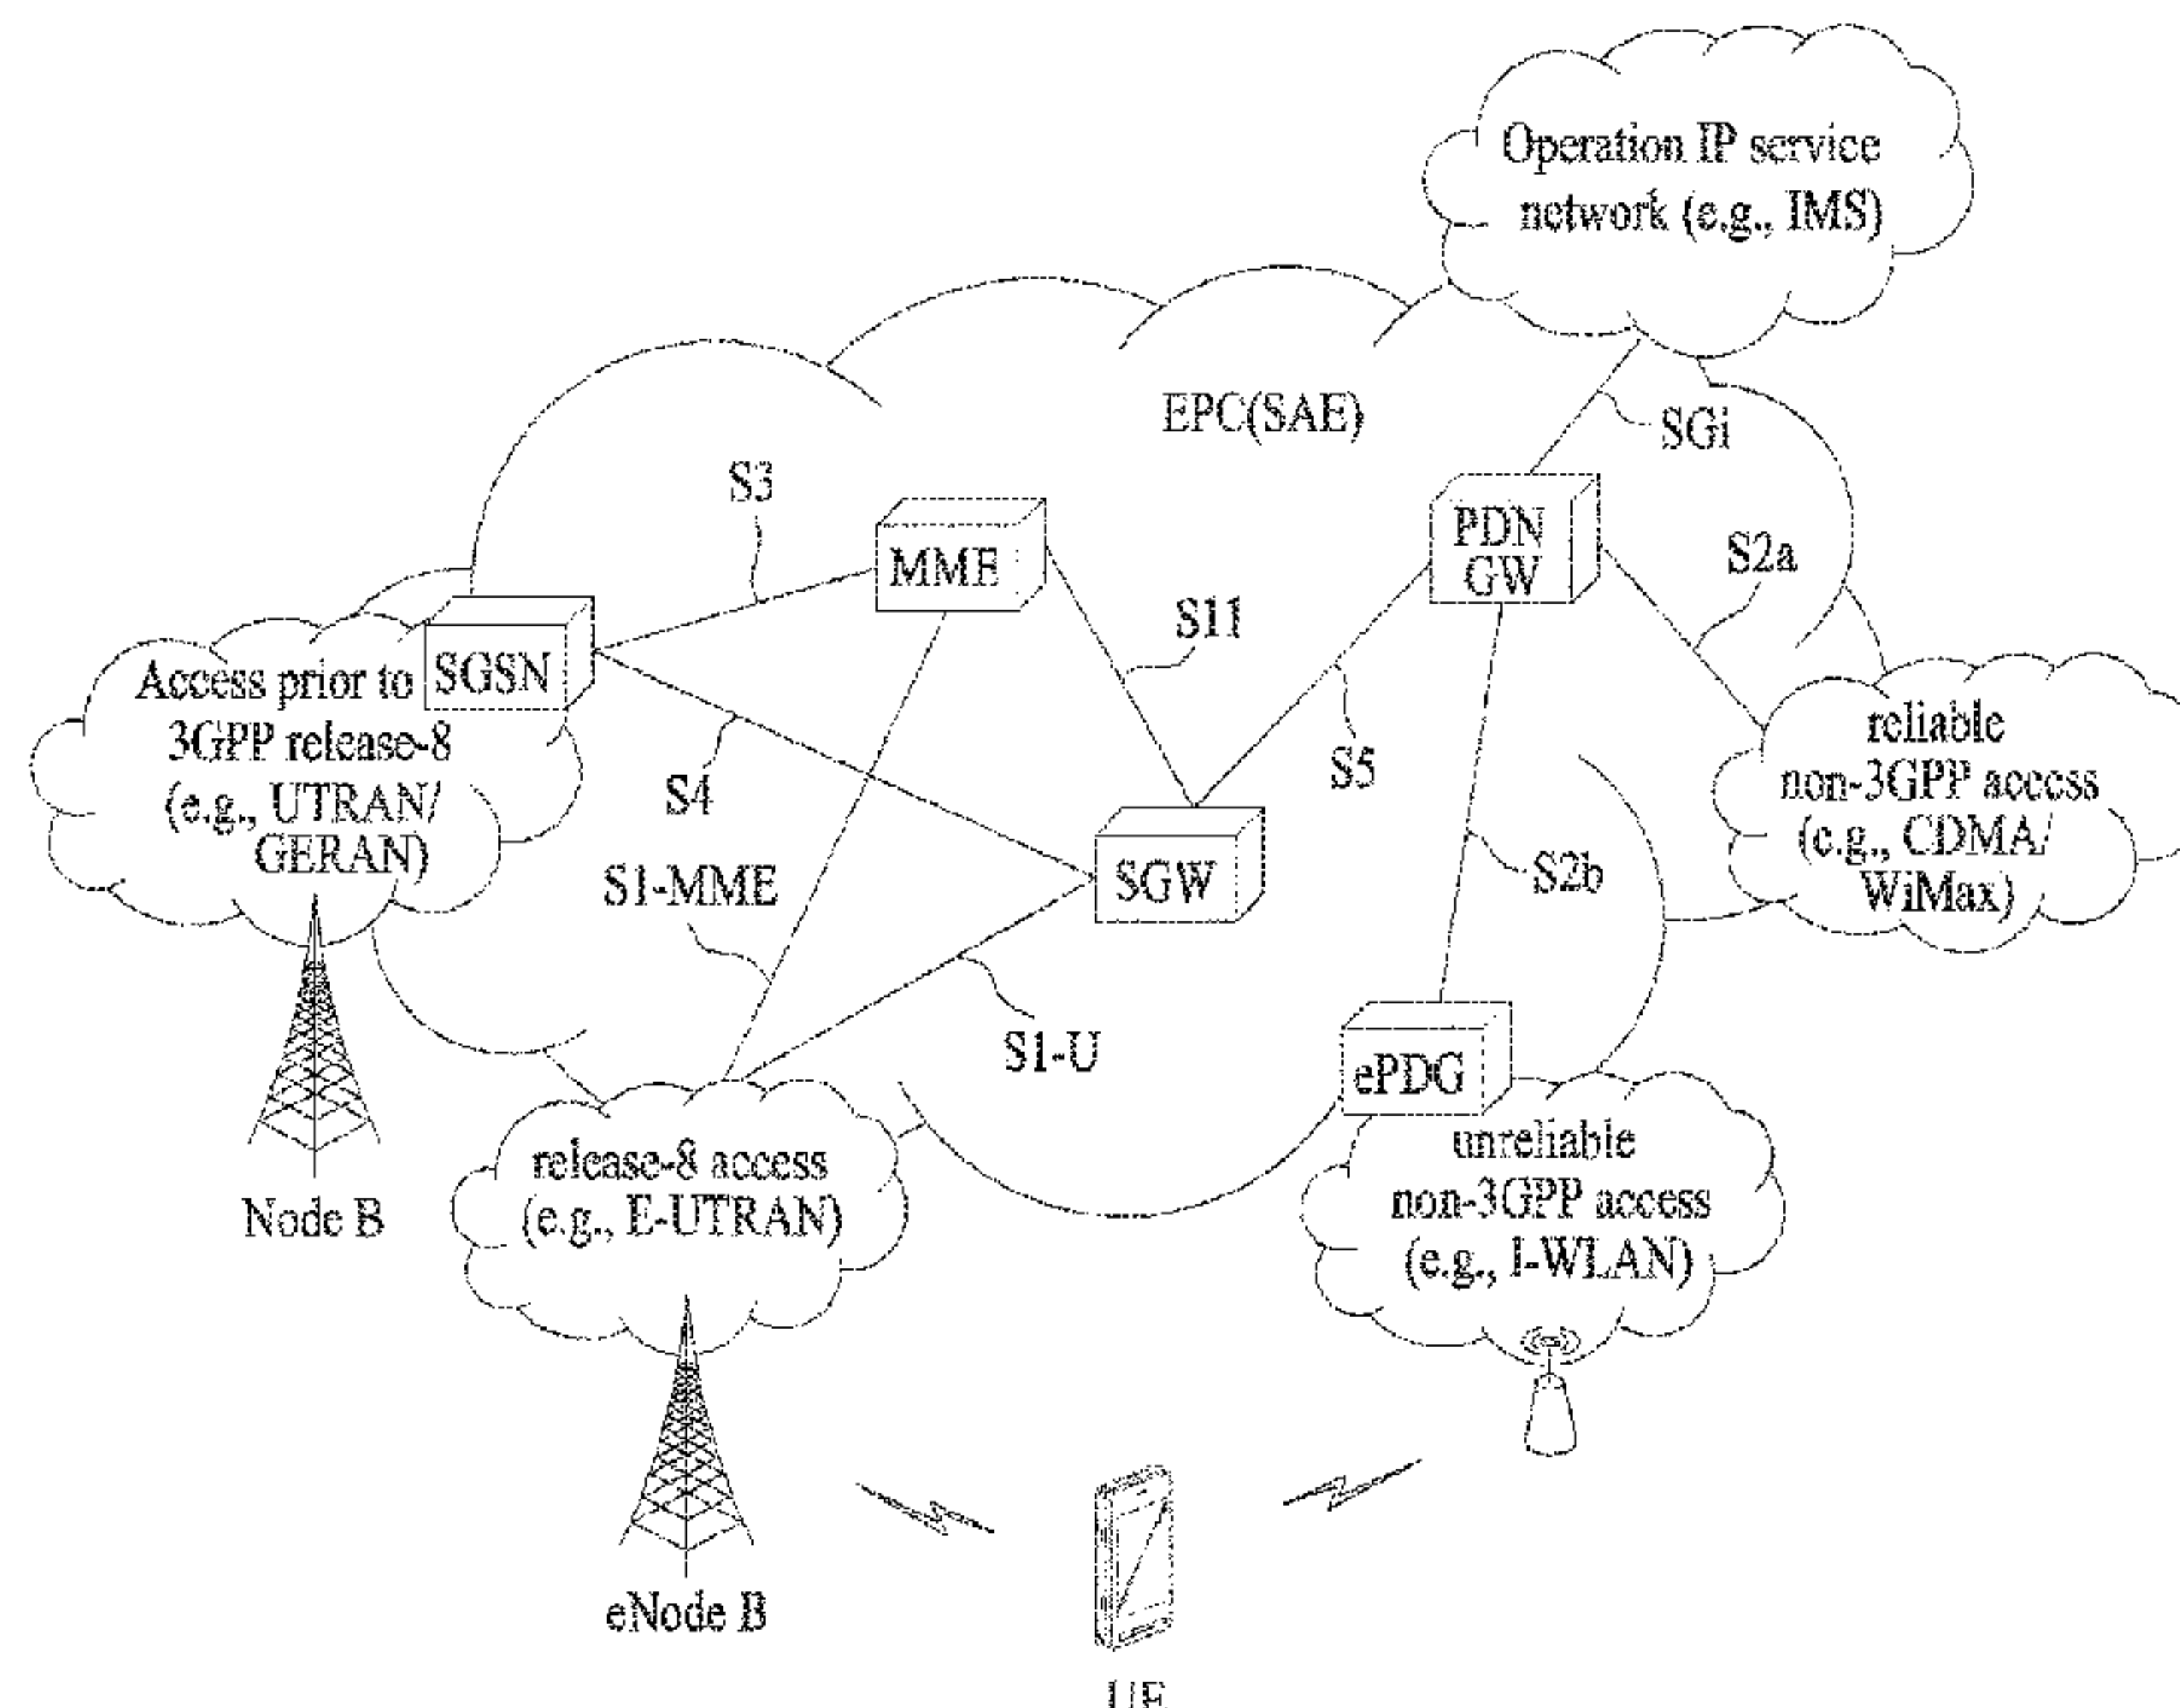 Operation IP service
network (e.g., IMS)
EPC(SAE)
SGi
S3
MME
PDN
GW
S2a
S11
SGSN
Access prior to
3GPP release-8
(e.g., UTRAN/
GERAN)
S4
S5
reliable
non-3GPP access
(e.g., CDMA/
WiMax)
S1-MME
SGW
S2b
S1-U
ePDG
unreliable
non-3GPP access
(e.g., I-WLAN)
release-8 access
(e.g., E-UTRAN)
Node B
eNode B
UE